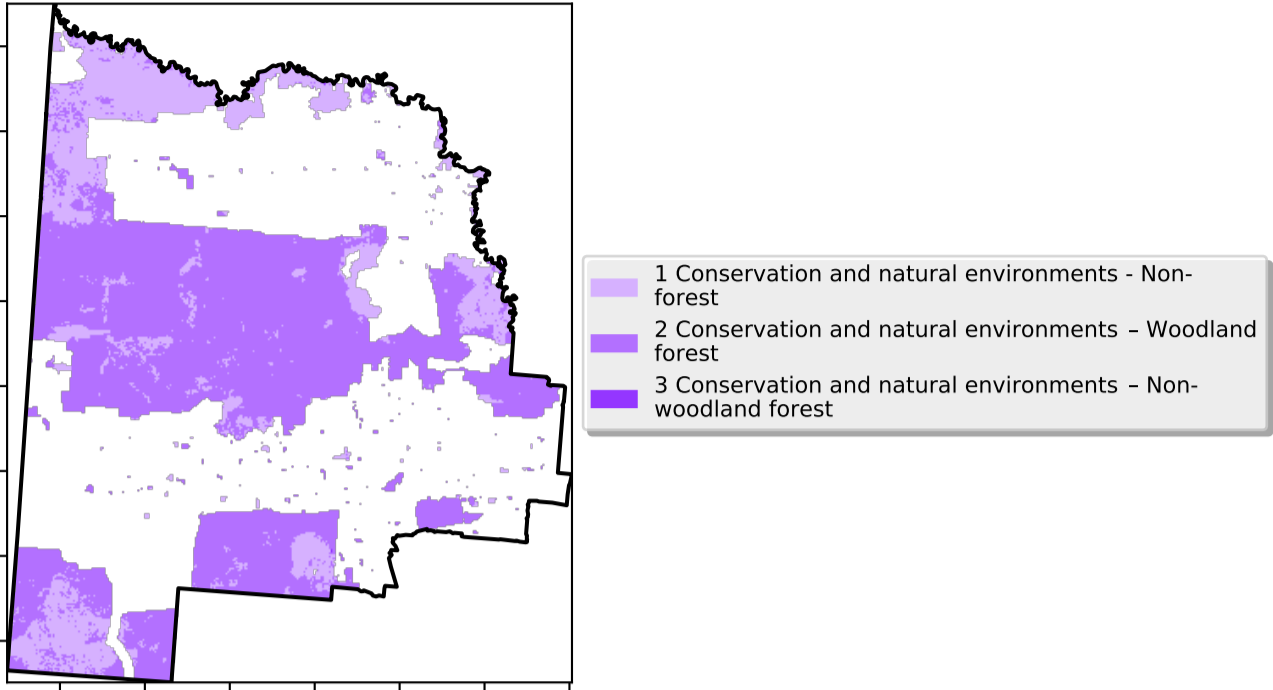 1 Conservation and natural environments - Non-
forest
2 Conservation and natural environments – Woodland
forest
3 Conservation and natural environments – Non-
woodland forest